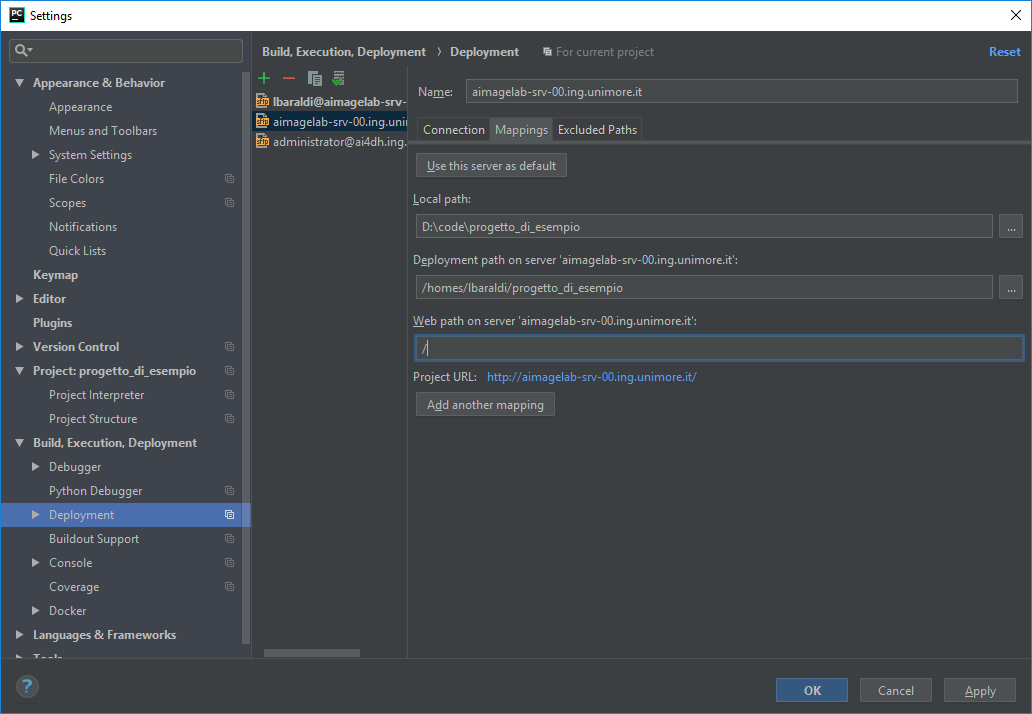 PC Settings
Appearance & Behavior
Appearance
Menus and Toolbars
System Settings
File Colors
Scopes
Notifications
Quick Lists
Keymap
Editor
Plugins
Version Control
Project: progetto_di_esempio
Project Interpreter
Project Structure
Build, Execution, Deployment
Debugger
Python Debugger
Deployment
Buildout Support
Console
Coverage
Docker
Languages & Frameworks
Tools
Build, Execution, Deployment › Deployment For current project Reset
lbaraldi@aimagelab-srv-
aimagelab-srv-00.ing.unir
administrator@ai4dh.ing.
Name: aimagelab-srv-00.ing.unimore.it
Connection Mappings Excluded Paths
Use this server as default
Local path:
D:\code\progetto_di_esempio ...
Deployment path on server 'aimagelab-srv-00.ing.unimore.it':
/homes/lbaraldi/progetto_di_esempio ...
Web path on server 'aimagelab-srv-00.ing.unimore.it':
/
Project URL: http://aimagelab-srv-00.ing.unimore.it/
Add another mapping
? OK Cancel Apply